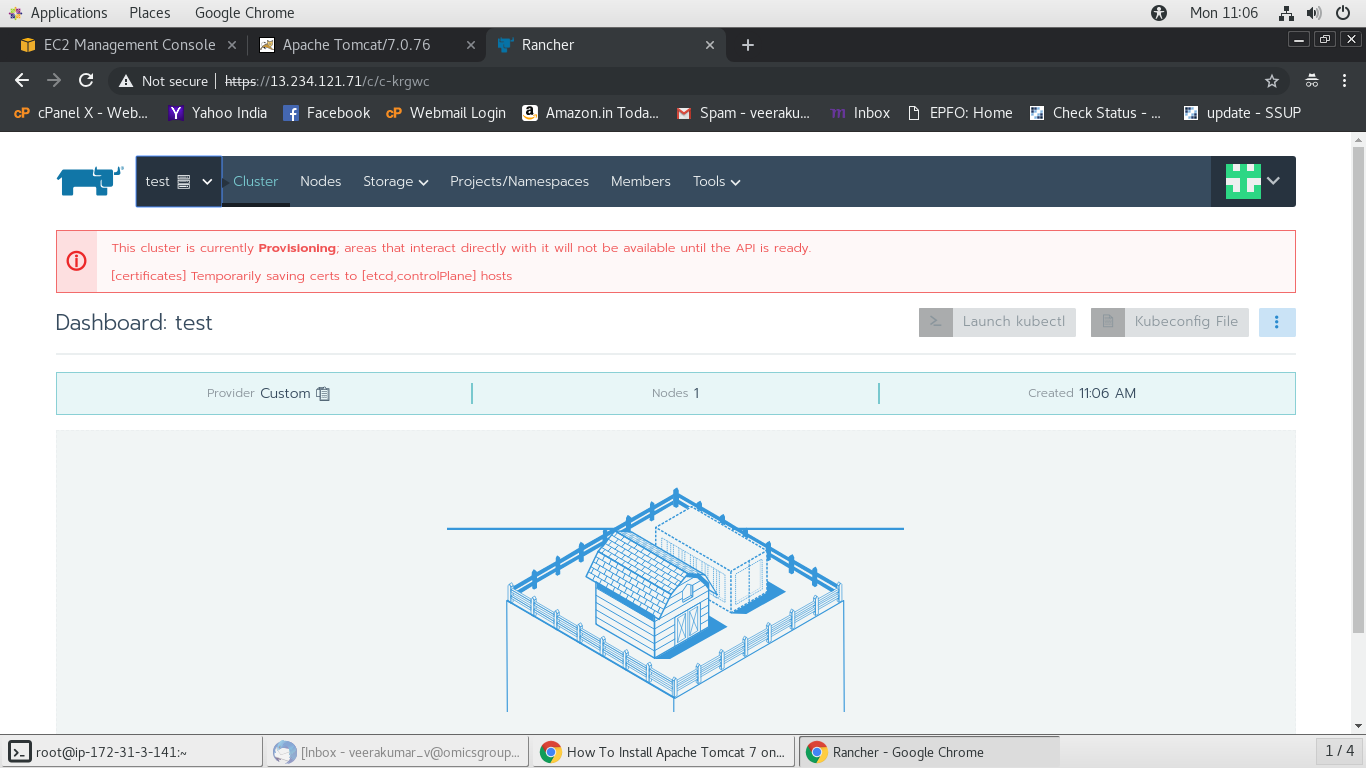 Applications Places Google Chrome Mon 11:06
EC2 Management Console Apache Tomcat/7.0.76 Rancher
Not secure https://13.234.121.71/c/c-krgwc
cP cPanel X - Web... Yahoo India Facebook cP Webmail Login Amazon.in Toda... Spam - veeraku... Inbox EPFO: Home Check Status - ... update - SSUP
test Cluster Nodes Storage Projects/Namespaces Members Tools
This cluster is currently Provisioning; areas that interact directly with it will not be available until the API is ready.
[certificates] Temporarily saving certs to [etcd,controlPlane] hosts
Dashboard: test Launch kubectl Kubeconfig File
Provider Custom Nodes 1 Created 11:06 AM
root@ip-172-31-3-141:~ [Inbox - veerakumar_v@omicsgroup... How To Install Apache Tomcat 7 on... Rancher - Google Chrome 1 / 4